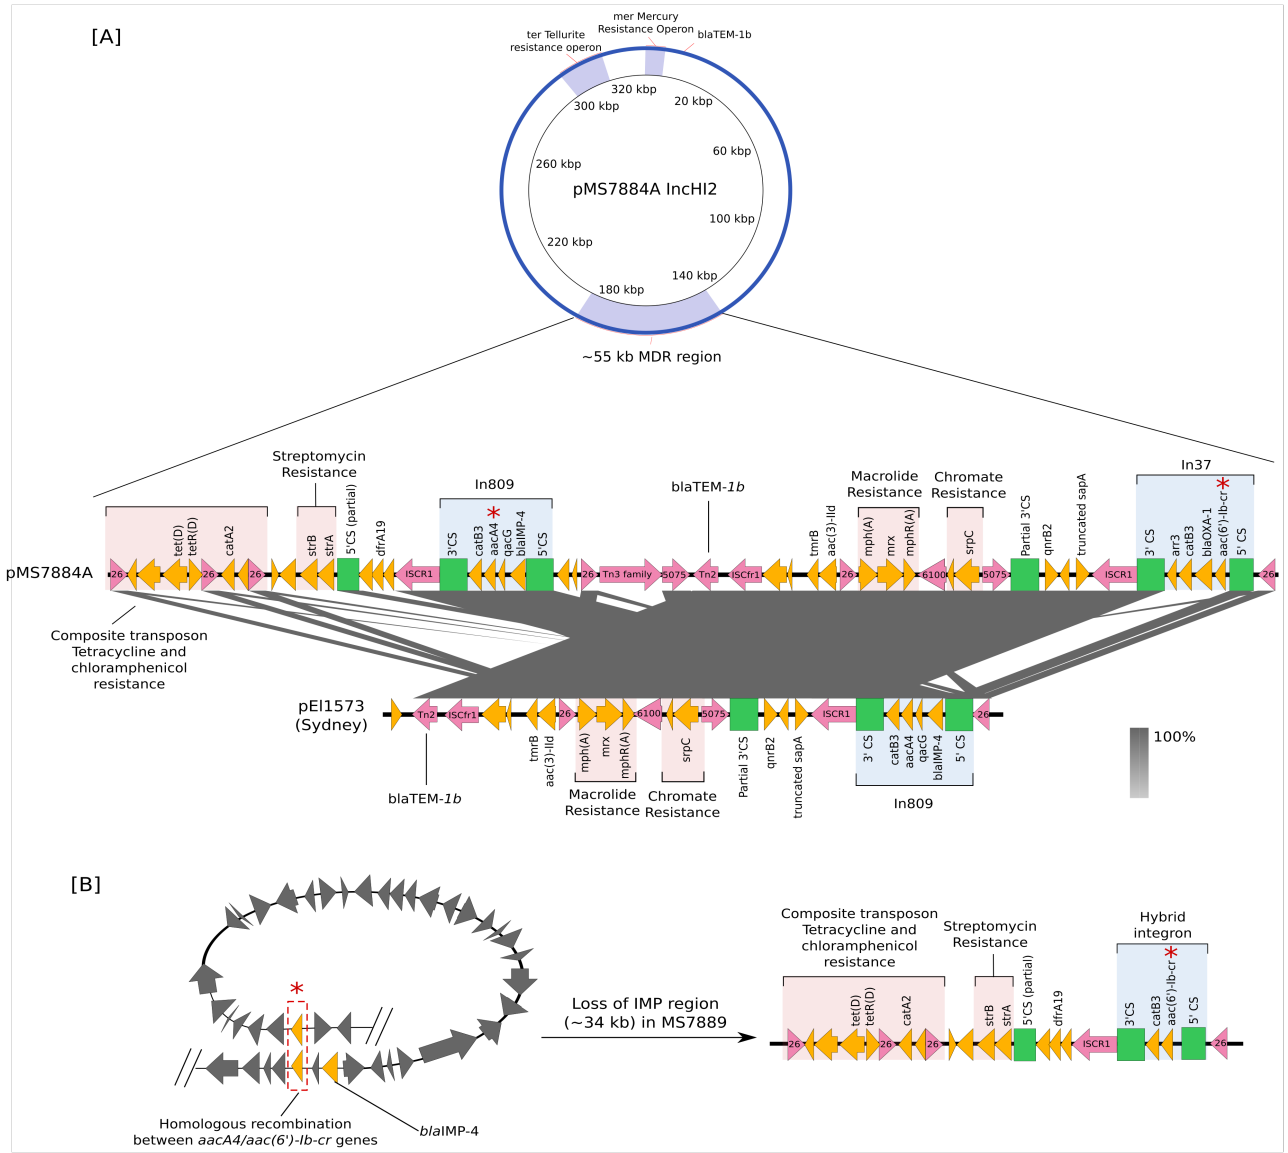 [A]
mer Mercury
Resistance Operon
blaTEM-1b
ter Tellurite
resistance operon
320 kbp
20 kbp
300 kbp
60 kbp
260 kbp
pMS7884A IncHI2
100 kbp
220 kbp
140 kbp
180 kbp
~55 kb MDR region
Streptomycin
Resistance
In809
blaTEM-1b
Macrolide
Resistance
Chromate
Resistance
In37
*
*
tet(D)
tetR(D)
catA2
strB
strA
5'CS (partial)
dfrA19
3'CS
catB3
aacA4
qacG
blaIMP-4
5'CS
tmrB
aac(3)-IId
mph(A)
mrx
mphR(A)
srpC
Partial 3'CS
qnrB2
truncated sapA
3' CS
arr3
catB3
blaOXA-1
aac(6')-Ib-cr
5' CS
pMS7884A
26
26
26
ISCR1
26
Tn3 family
5075
Tn2
ISCfr1
26
6100
5075
ISCR1
26
Composite transposon
Tetracycline and
chloramphenicol
resistance
pEI1573
(Sydney)
Tn2
ISCfr1
26
6100
5075
ISCR1
26
tmrB
aac(3)-IId
mph(A)
mrx
mphR(A)
srpC
Partial 3'CS
qnrB2
truncated sapA
3' CS
catB3
aacA4
qacG
blaIMP-4
5' CS
100%
blaTEM-1b
Macrolide
Resistance
Chromate
Resistance
In809
[B]
*
Homologous recombination
between aacA4/aac(6')-Ib-cr genes
blaIMP-4
Loss of IMP region
(~34 kb) in MS7889
Composite transposon
Tetracycline and
chloramphenicol
resistance
Streptomycin
Resistance
Hybrid
integron
*
tet(D)
tetR(D)
catA2
strB
strA
5'CS (partial)
dfrA19
3'CS
catB3
aac(6')-Ib-cr
5' CS
26
26
26
ISCR1
26